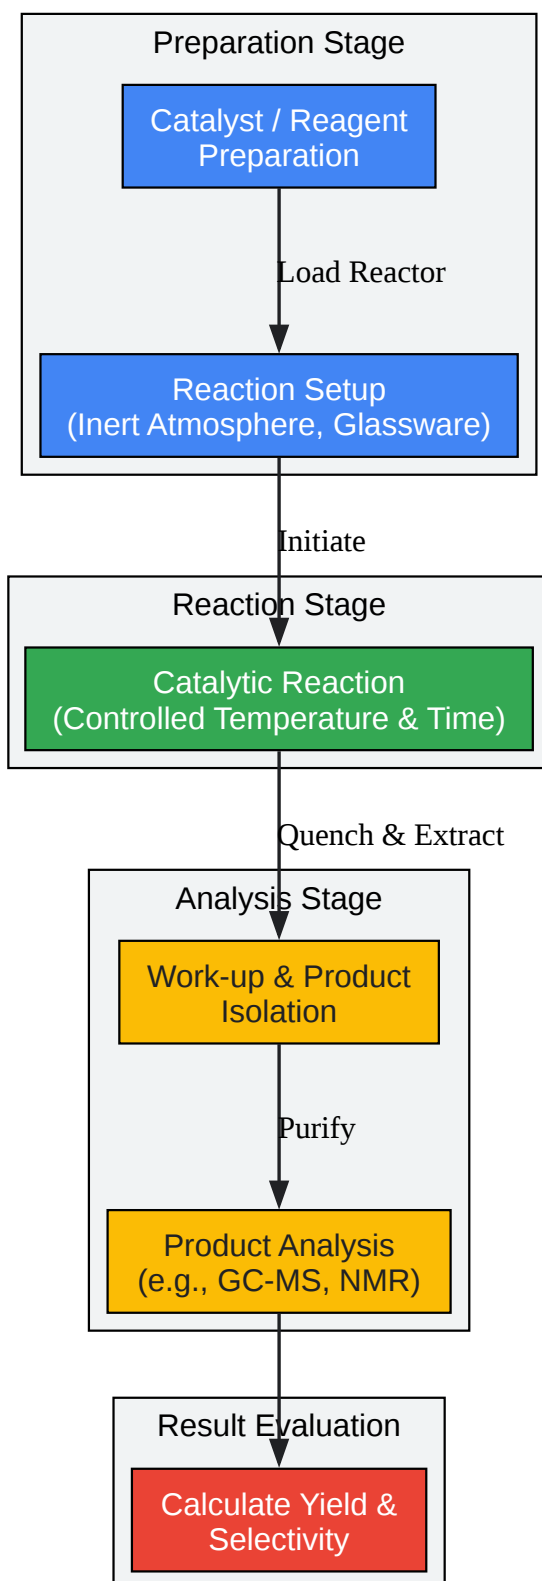 Preparation Stage
Catalyst / Reagent
Preparation
Load Reactor
Reaction Setup
(Inert Atmosphere, Glassware)
Initiate
Reaction Stage
Catalytic Reaction
(Controlled Temperature & Time)
Quench & Extract
Analysis Stage
Work-up & Product
Isolation
Purify
Product Analysis
(e.g., GC-MS, NMR)
Result Evaluation
Calculate Yield &
Selectivity